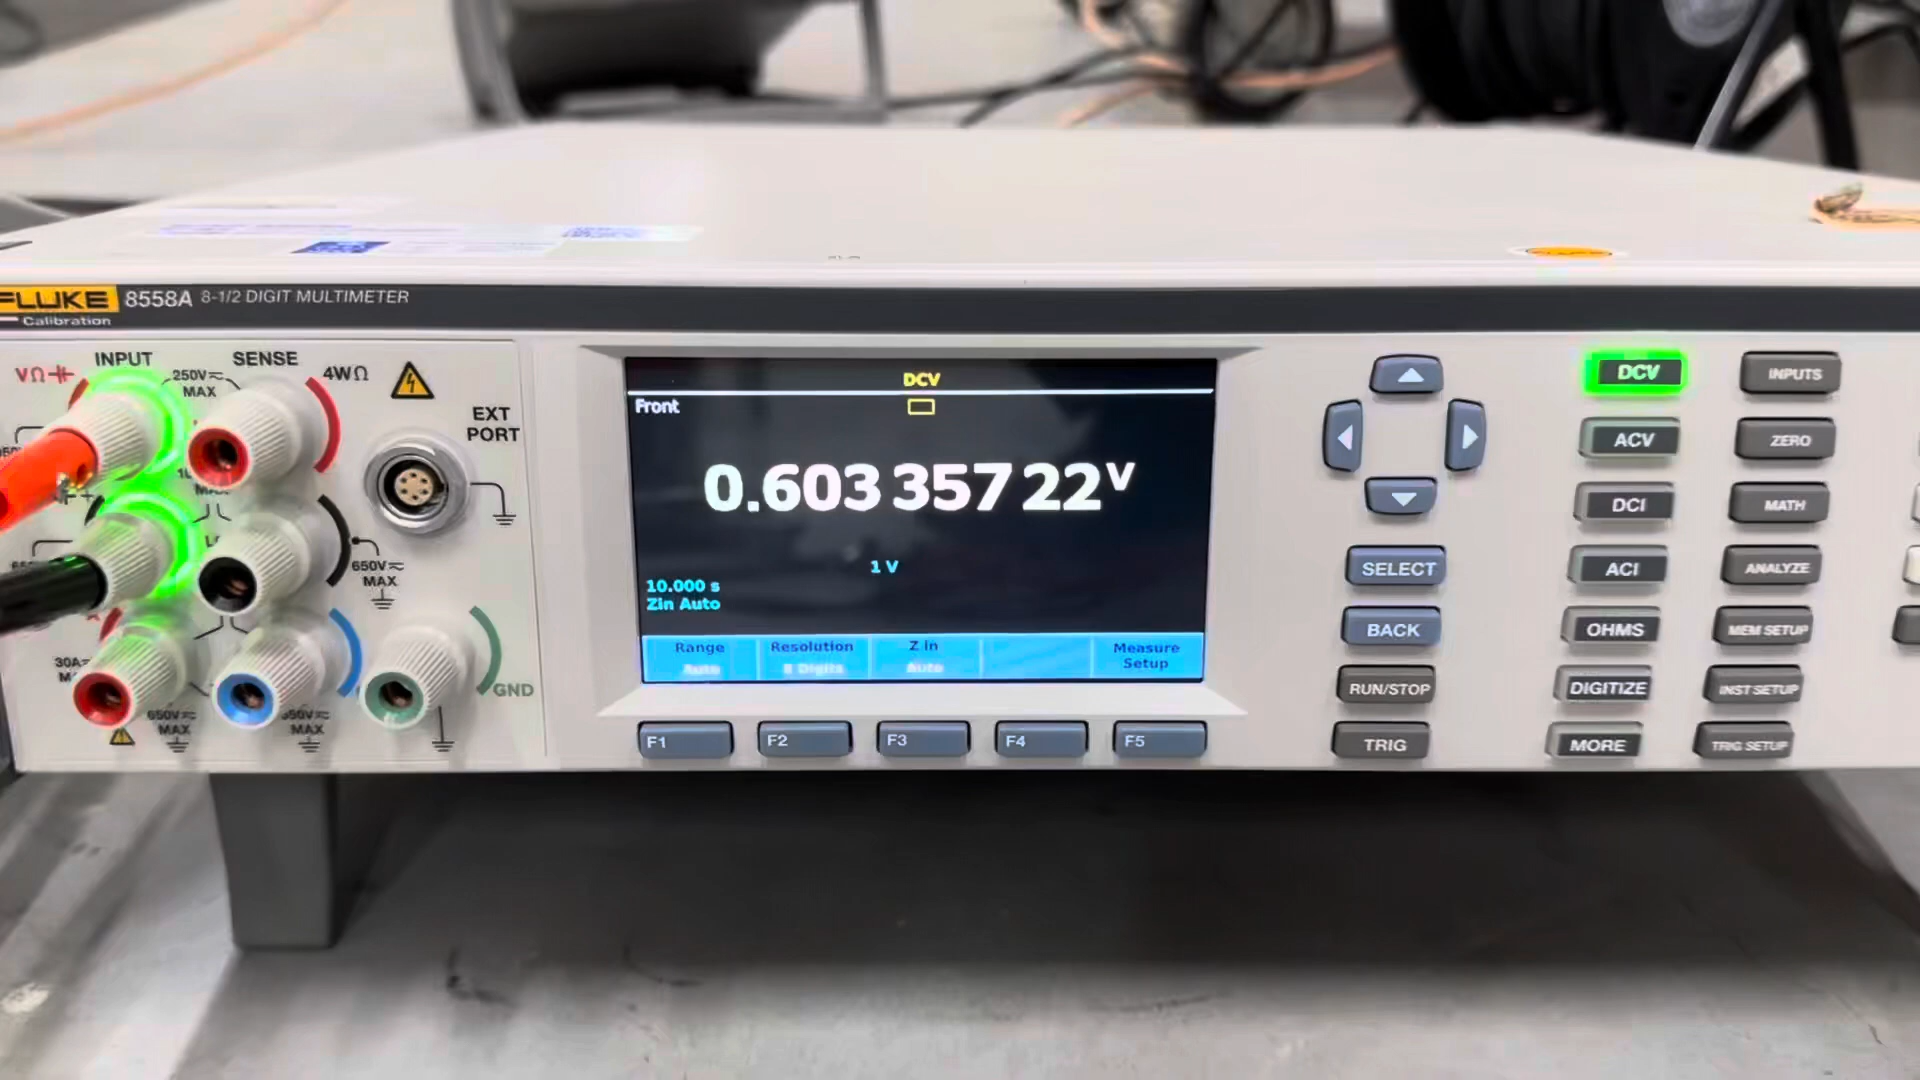 FLUKE 8558A 8-1/2 DIGIT MULTIMETER
Calibration
INPUT
SENSE
VΩ
250V
MAX
4WΩ
EXT
PORT
650V
MAX
30A
650V
MAX
650V
MAX
GND
DCV
Front
0.603 357 22 V
1 V
10.000 s
ZIn Auto
Range
Auto
Resolution
8 Digits
Z in
Auto
Measure
Setup
F1
F2
F3
F4
F5
SELECT
BACK
RUN/STOP
TRIG
DCV
INPUTS
ACV
ZERO
DCI
MATH
ACI
ANALYZE
OHMS
MEM SETUP
DIGITIZE
INST SETUP
MORE
TRIG SETUP